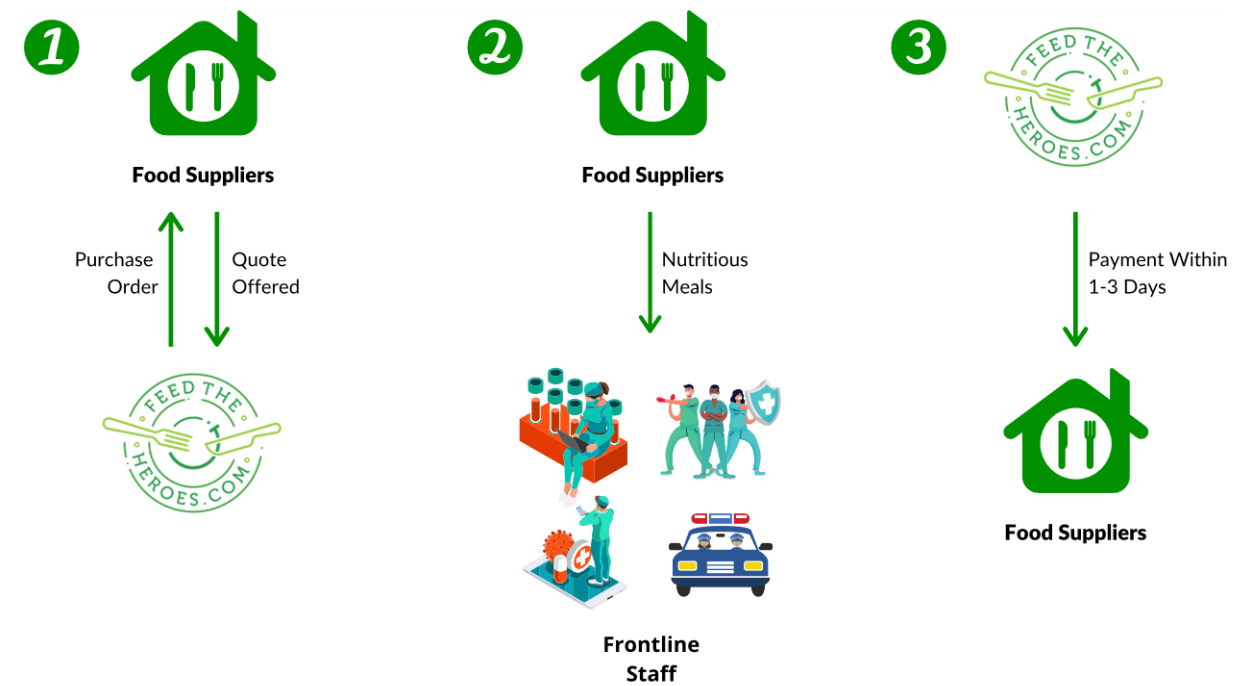 1
Food Suppliers
Purchase
Order
Quote
Offered
FEED THE
HEROES.COM
2
Food Suppliers
Nutritious
Meals
Frontline
Staff
3
FEED THE
HEROES.COM
Payment Within
1-3 Days
Food Suppliers